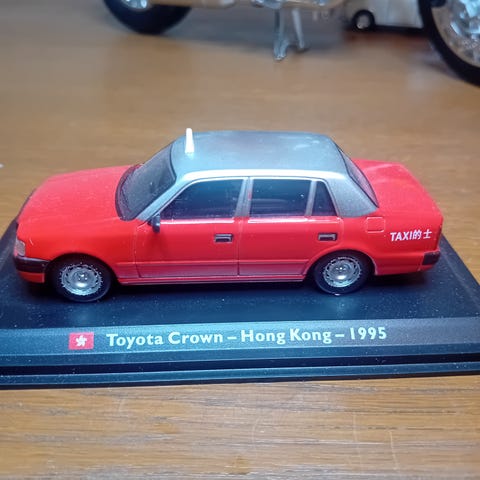 TAXI的士
Toyota Crown – Hong Kong – 1995